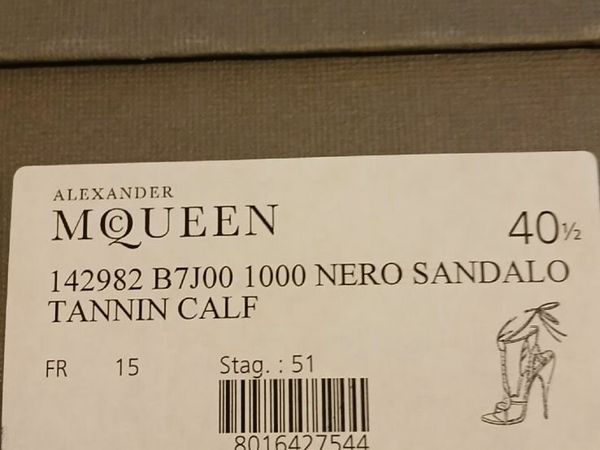 ALEXANDER
McQUEEN
40½
142982 B7J00 1000 NERO SANDALO
TANNIN CALF
FR 15 Stag. : 51
8016427544